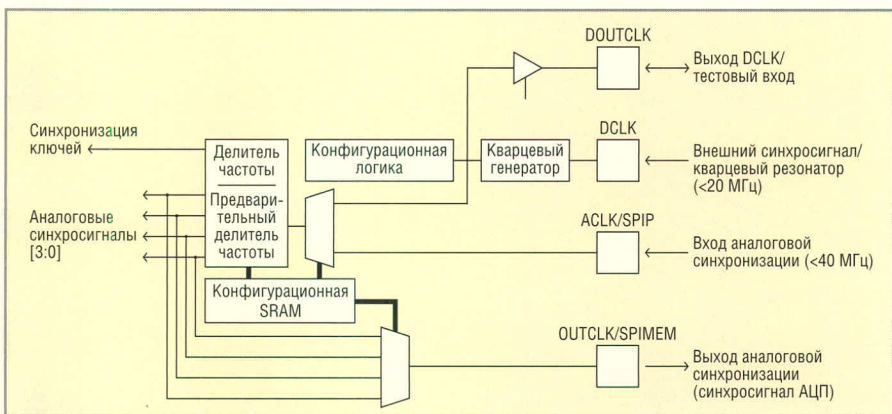 DOUTCLK
Выход DCLK/
тестовый вход
Синхронизация
ключей
Делитель
частоты
Предвари-
тельный
делитель
частоты
Конфигурационная
логика
Кварцевый
генератор
DCLK
Внешний синхросигнал/
кварцевый резонатор
(<20 МГц)
Аналоговые
синхросигналы
[3:0]
ACLK/SPIP
Вход аналоговой
синхронизации (<40 МГц)
Конфигурационная
SRAM
OUTCLK/SPIMEM
Выход аналоговой
синхронизации
(синхросигнал АЦП)